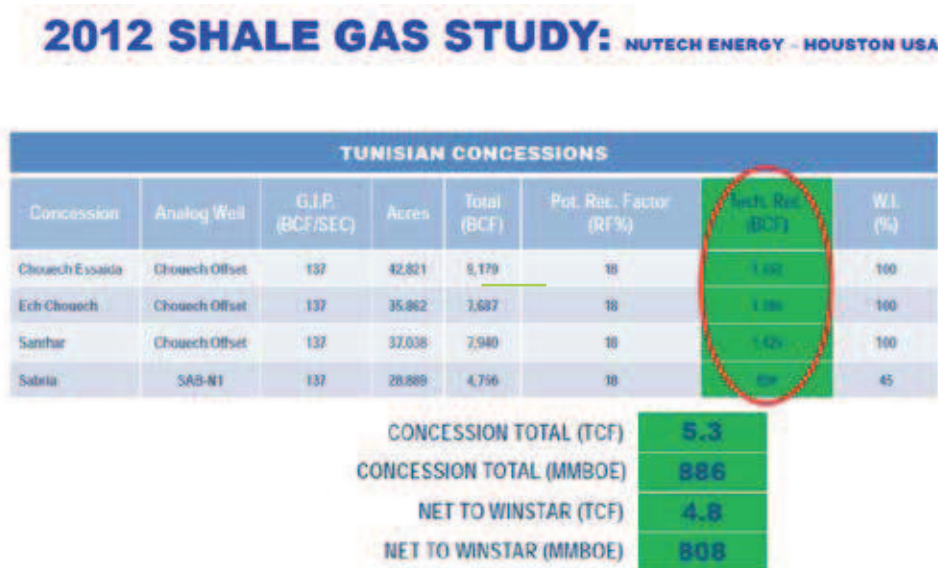 2012 SHALE GAS STUDY: NUTECH ENERGY - HOUSTON USA
TUNISIAN CONCESSIONS
Concession Analog Well G.I.P. (BCF/SEC) Acres Total (BCF) Pot. Rec. Factor (RF%) Tech. Rec. (BCF) W.I. (%)
Chouech Essaida Chouech Offset 137 42,821 9,179 18 100
Ech Chouech Chouech Offset 137 35,862 7,687 18 100
Chouech Offset 137 37,038 7,940 18 100
Sabria SAB-N1 137 28,889 4,756 18 45
CONCESSION TOTAL (TCF) 5.3
CONCESSION TOTAL (MMBOE) 886
NET TO WINSTAR (TCF) 4.8
NET TO WINSTAR (MMBOE) 808